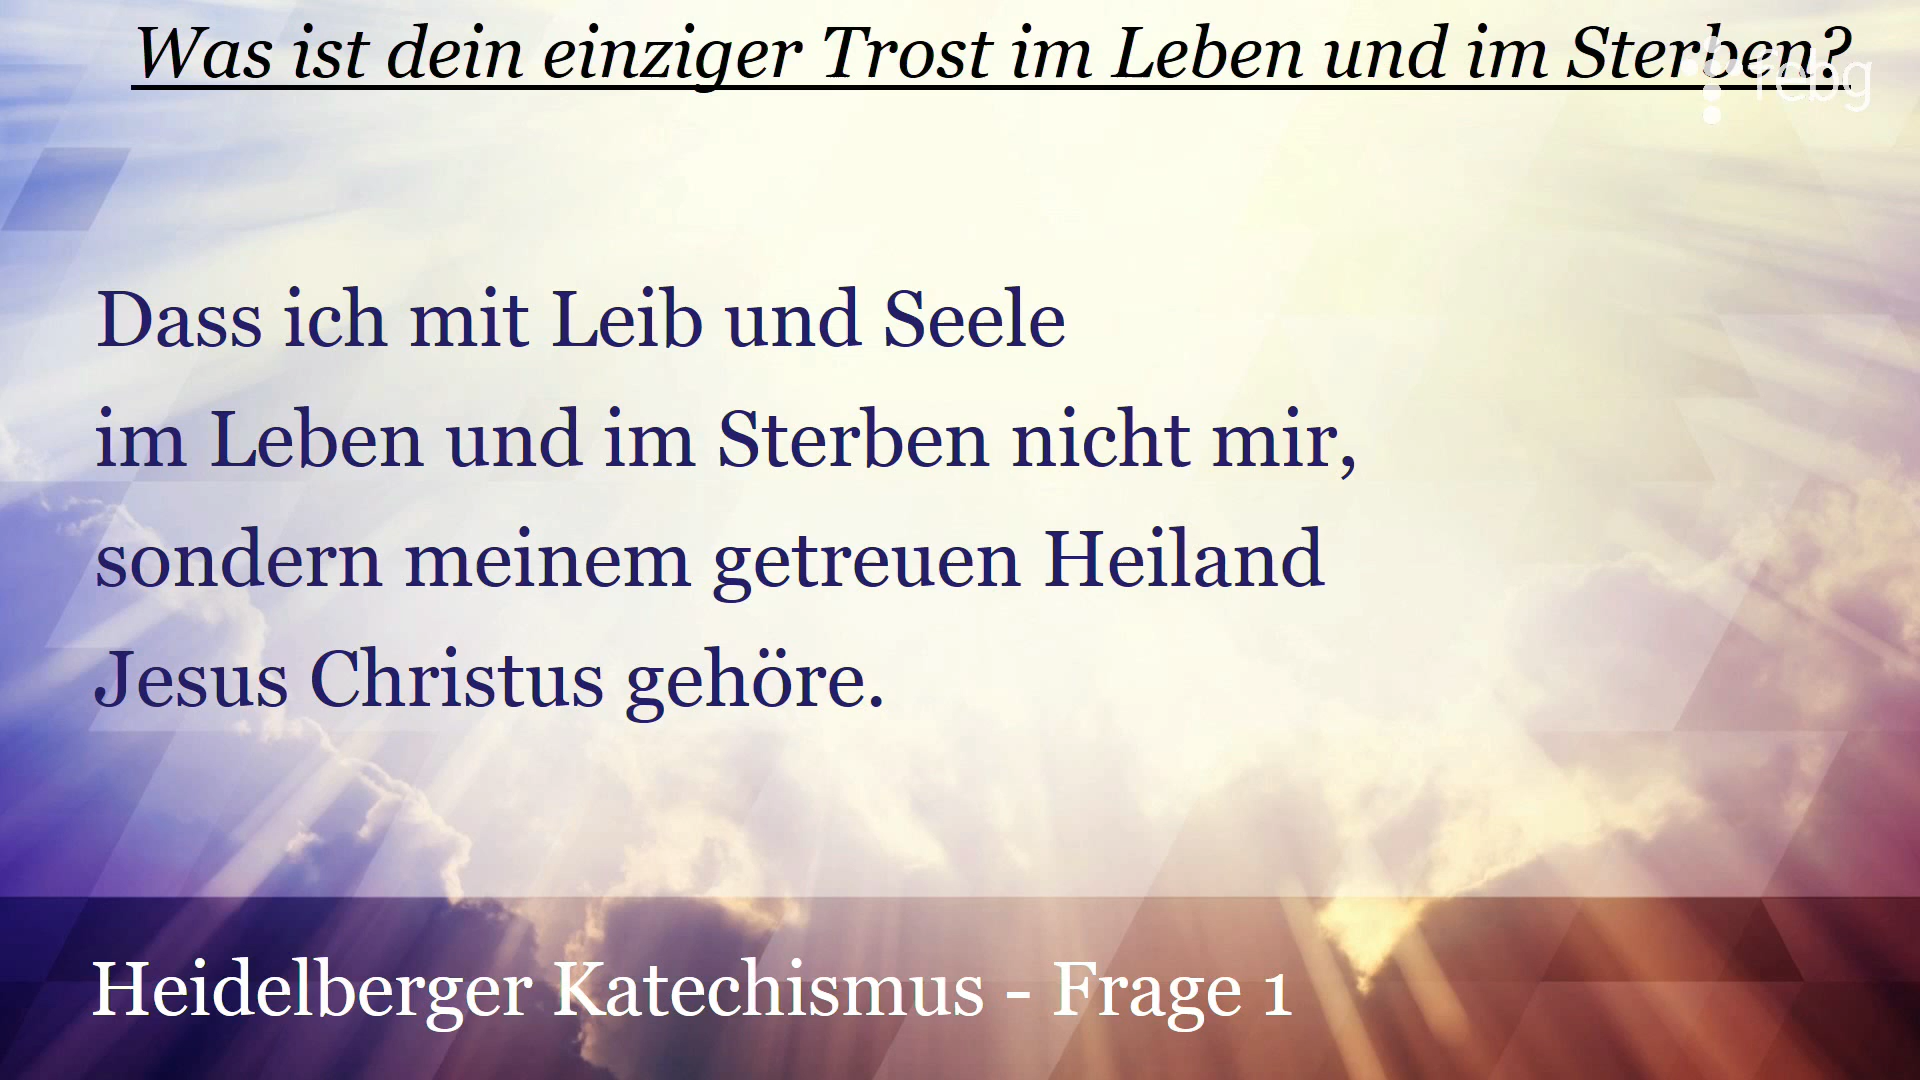 Was ist dein einziger Trost im Leben und im Sterben?
febg
Dass ich mit Leib und Seele
im Leben und im Sterben nicht mir,
sondern meinem getreuen Heiland
Jesus Christus gehöre.
Heidelberger Katechismus - Frage 1